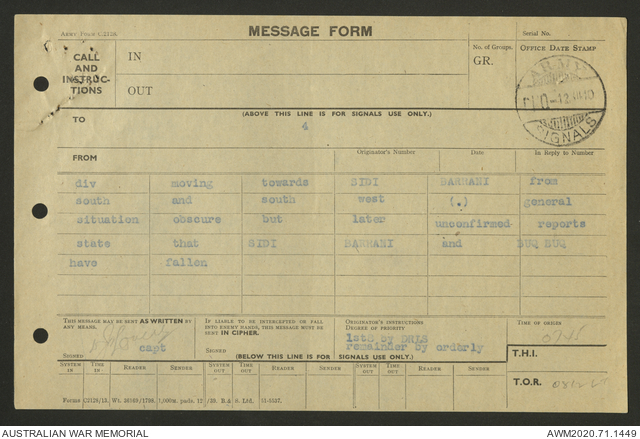 ARMY FORM C.2136
MESSAGE FORM
Serial No.
CALL AND INSTRUC-TIONS
IN
OUT
No. of Groups.
GR.
OFFICE DATE STAMP
ARMY
SIGNALS
(ABOVE THIS LINE IS FOR SIGNALS USE ONLY.)
TO
4
FROM
Originator's Number
Date
In Reply to Number
div moving towards SIDI BARRANI from
south and south west (.) general
situation obscure but later unconfirmed reports
state that SIDI BARRANI and BUQ BUQ
have fallen
THIS MESSAGE MAY BE SENT AS WRITTEN BY ANY MEANS.
capt
SIGNED
IF LIABLE TO BE INTERCEPTED OR FALL INTO ENEMY HANDS, THIS MESSAGE MUST BE SENT IN CIPHER.
SIGNED
ORIGINATOR'S INSTRUCTIONS
DEGREE OF PRIORITY
by DRLS
remainder by orderly
TIME OF ORIGIN
(BELOW THIS LINE IS FOR SIGNALS USE ONLY.)
T.H.I.
T.O.R.
SYSTEM IN
TIME IN
READER
SENDER
SYSTEM OUT
TIME OUT
READER
SENDER
SYSTEM OUT
TIME OUT
READER
SENDER
AUSTRALIAN WAR MEMORIAL
AWM2020.71.1449